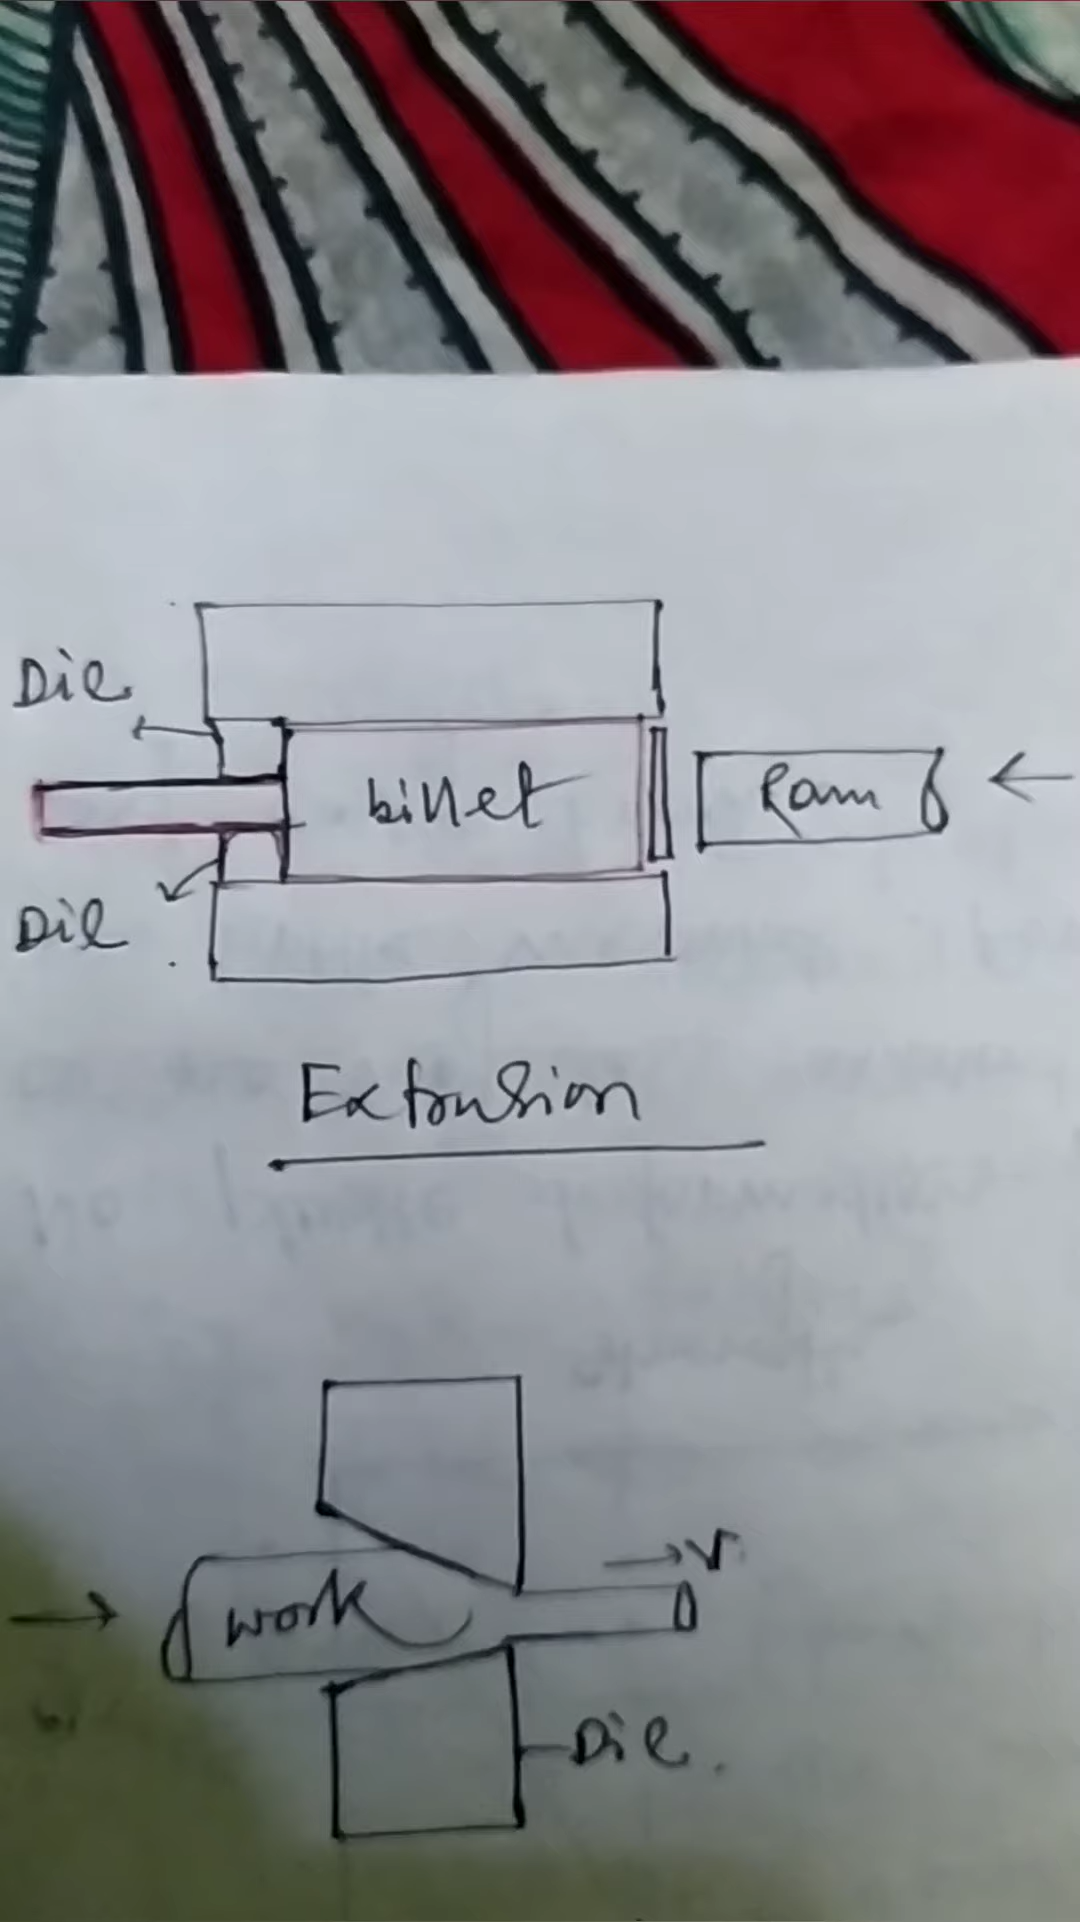 Die
billet
Ram
Die
Extrusion
V
work
Die.